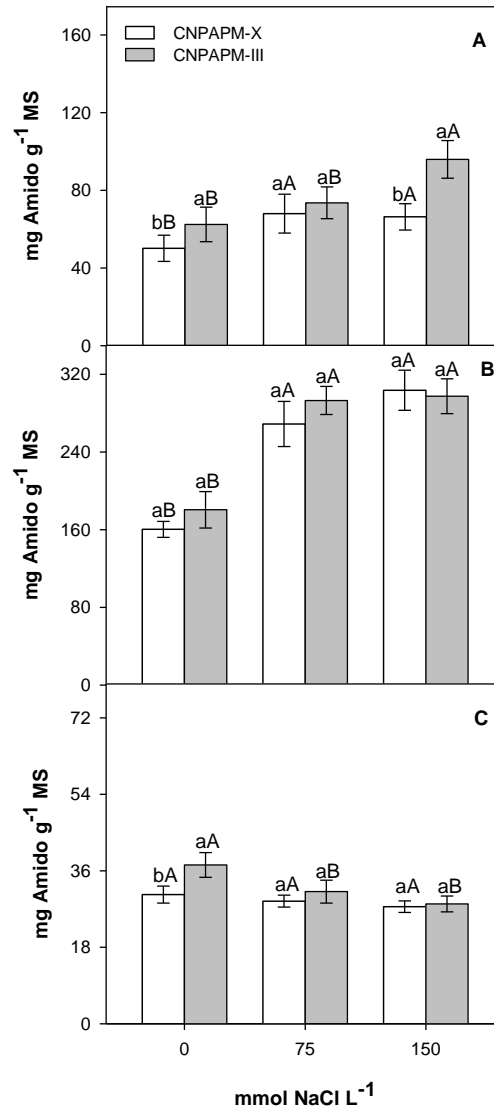 CNPAPM-X
CNPAPM-III
A
mg Amido g-1 MS
160
120
80
40
0
bB
aB
aA
aB
bA
aA
B
mg Amido g-1 MS
320
240
160
80
0
aB
aB
aA
aA
aA
aA
C
mg Amido g-1 MS
72
54
36
18
0
bA
aA
aA
aB
aA
aB
0 75 150
mmol NaCl L-1